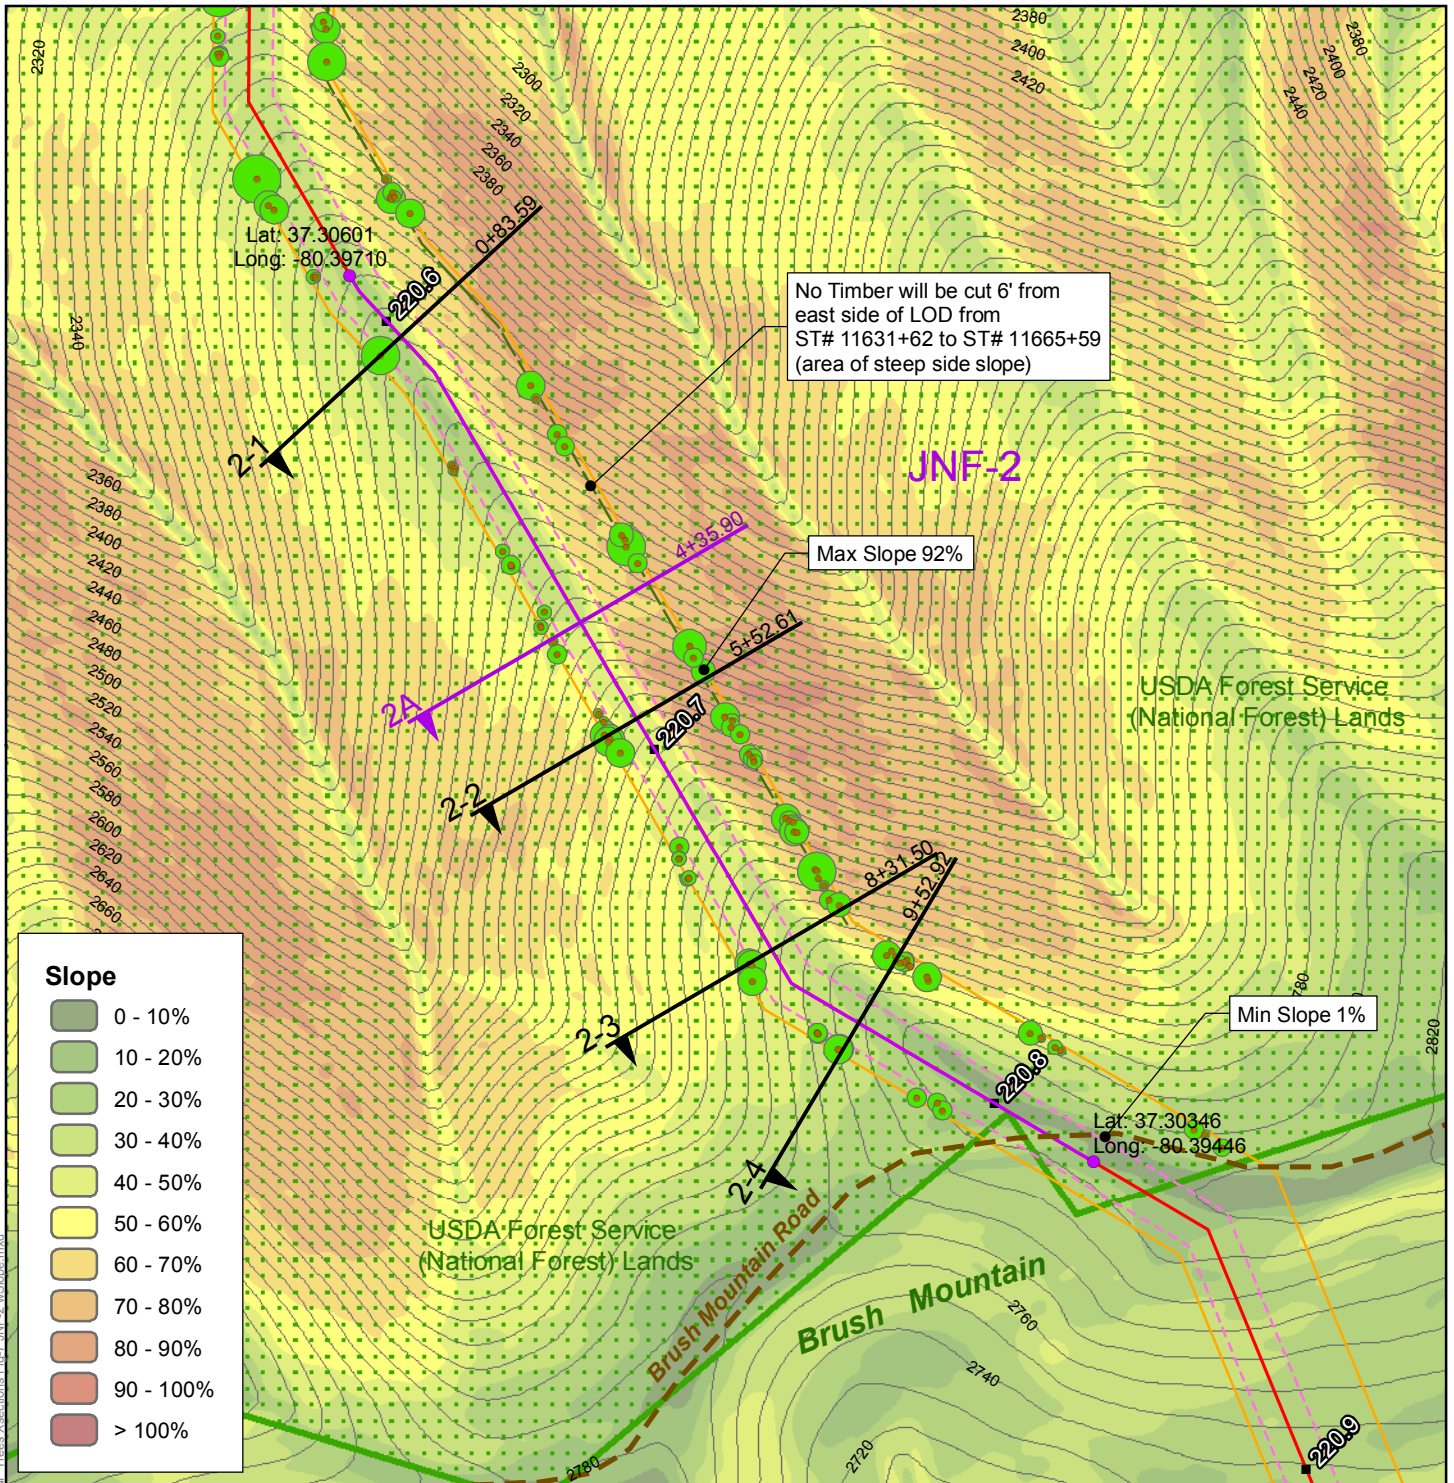 2320
2300
2320
2340
2360
2380
2380
2400
2420
2380
2400
2420
2440
0+83.59
Lat: 37.30601
Long: -80.39710
220.6
No Timber will be cut 6' from
east side of LOD from
ST# 11631+62 to ST# 11665+59
(area of steep side slope)
2340
2-1
JNF-2
2360
2380
2400
2420
2440
2460
2480
2500
2520
2540
2560
2580
2600
2620
2640
2660
4+35.90
Max Slope 92%
5+52.61
2A
220.7
USDA Forest Service
(National Forest) Lands
2-2
8+31.50
9+52.92
2-3
780
Min Slope 1%
2820
220.8
Lat: 37.30346
Long: -80.39446
2-4
Brush Mountain Road
USDA Forest Service
(National Forest) Lands
Brush Mountain
2760
2740
2720
2780
220.9
Slope
0 - 10%
10 - 20%
20 - 30%
30 - 40%
40 - 50%
50 - 60%
60 - 70%
70 - 80%
80 - 90%
90 - 100%
> 100%